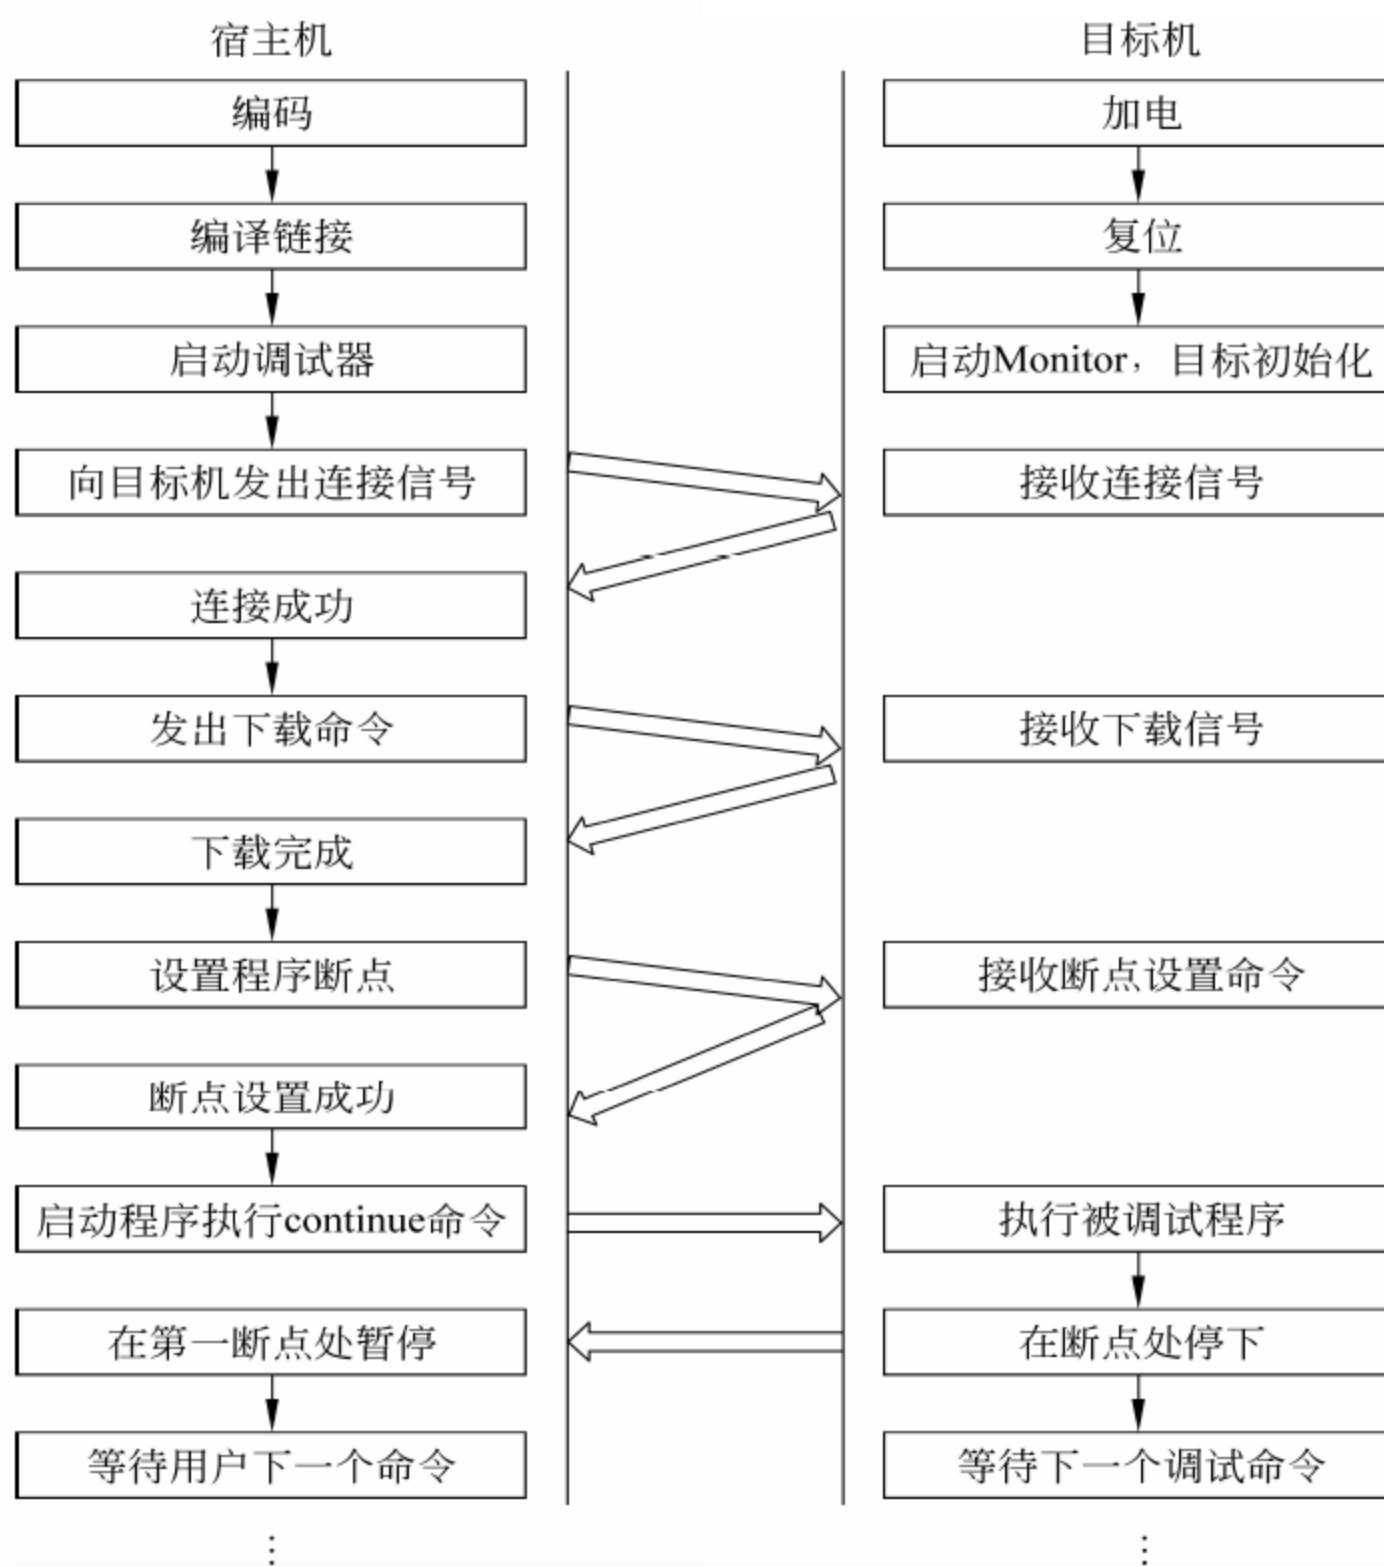 宿主机
目标机
编码
加电
编译链接
复位
启动调试器
启动Monitor，目标初始化
向目标机发出连接信号
接收连接信号
连接成功
发出下载命令
接收下载信号
下载完成
设置程序断点
接收断点设置命令
断点设置成功
启动程序执行continue命令
执行被调试程序
在第一断点处暂停
在断点处停下
等待用户下一个命令
等待下一个调试命令
⋮
⋮